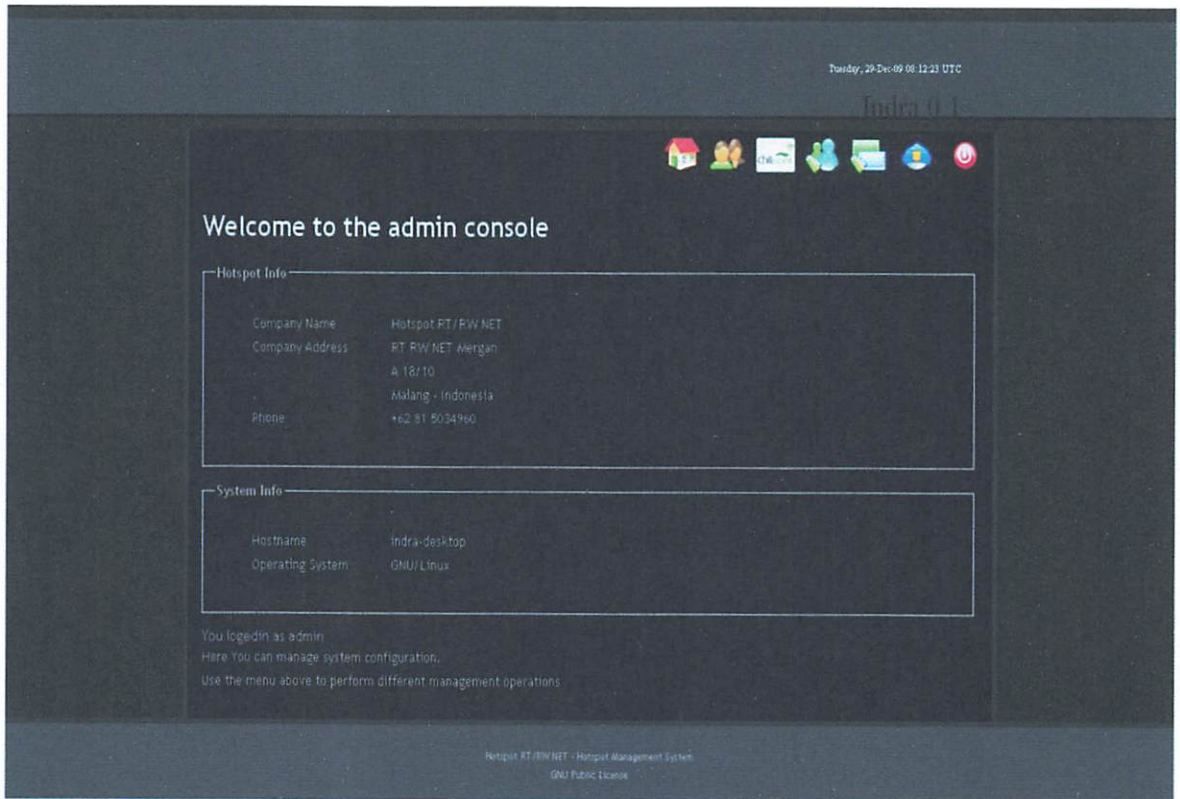 Tuesday, 29-Dec-09 08:12:23 UTC
Indra 0.1
Welcome to the admin console
Hotspot Info
Company Name Hotspot RT/RW NET
Company Address RT RW NET Mergan
. A 18/10
. Malang - Indonesia
Phone +62 81 5034960
System Info
Hostname indra-desktop
Operating System GNU/Linux
You logedin as admin
Here You can manage system configuration.
Use the menu above to perform different management operations
Hotspot RT/RW NET - Hotspot Management System
GNU Public License